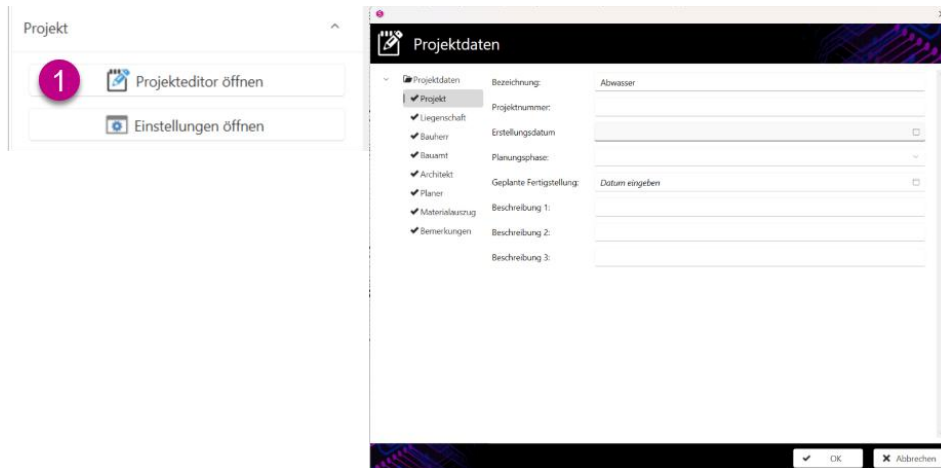 Projekt
1
Projekteditor öffnen
Einstellungen öffnen
Projektdaten
Projektdaten
Projekt
Liegenschaft
Bauherr
Bauamt
Architekt
Planer
Materialauszug
Bemerkungen
Bezeichnung: Abwasser
Projektnummer:
Erstellungsdatum
Planungsphase:
Geplante Fertigstellung: Datum eingeben
Beschreibung 1:
Beschreibung 2:
Beschreibung 3:
OK Abbrechen